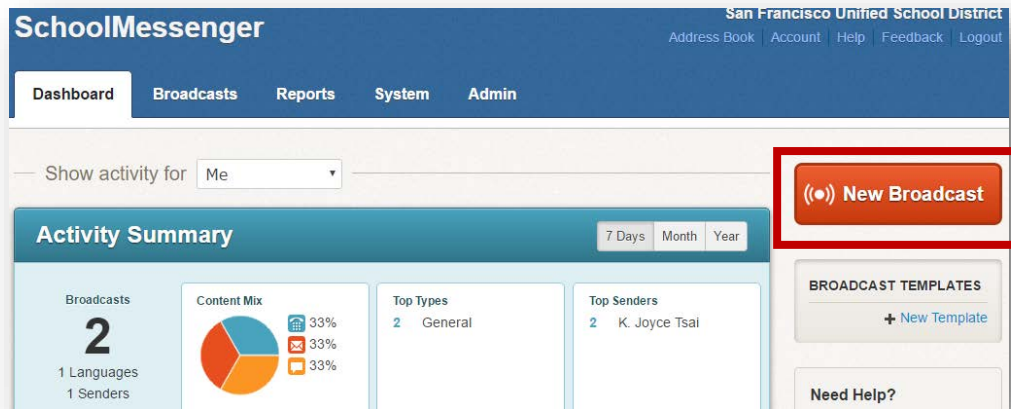 San Francisco Unified School District
SchoolMessenger
Address Book Account Help Feedback Logout
Dashboard Broadcasts Reports System Admin
Show activity for Me
New Broadcast
Activity Summary
7 Days Month Year
BROADCAST TEMPLATES
+ New Template
Broadcasts
2
1 Languages
1 Senders
Content Mix
33%
33%
33%
Top Types
2 General
Top Senders
2 K. Joyce Tsai
Need Help?